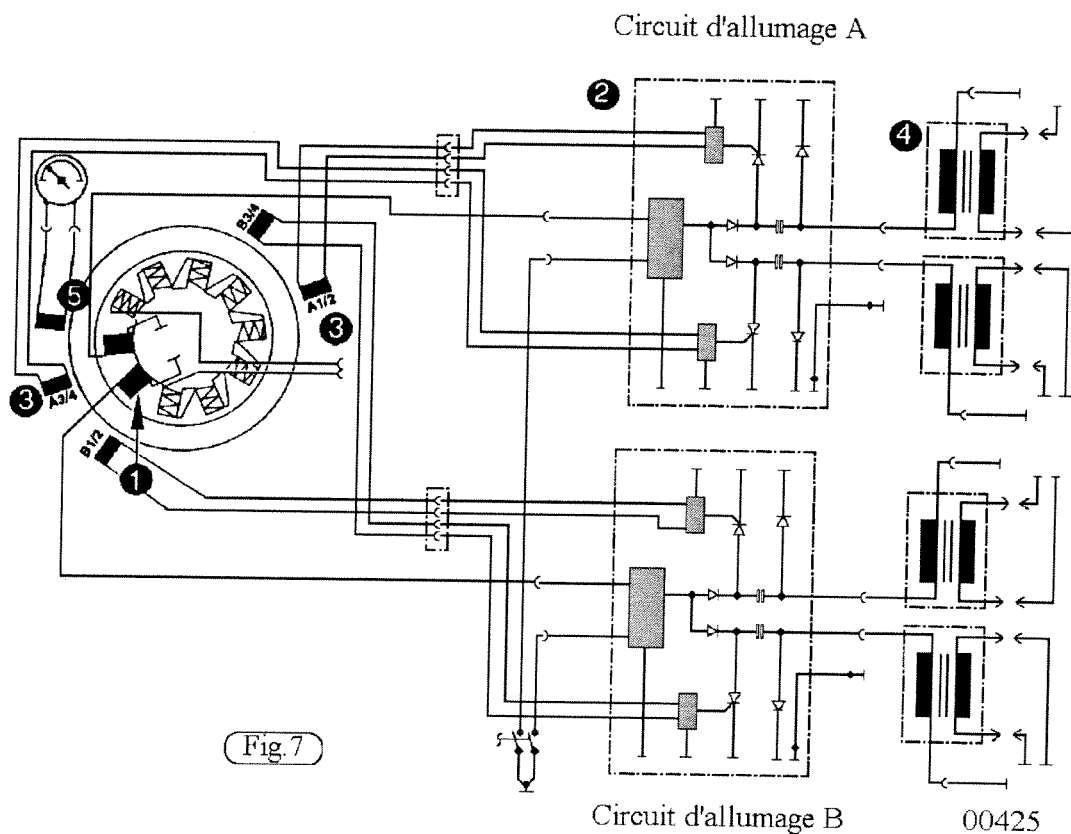 Circuit d'allumage A
2
4
B3/4
A1/2
5
3
3
A3/4
B1/2
1
Fig.7
Circuit d'allumage B
00425